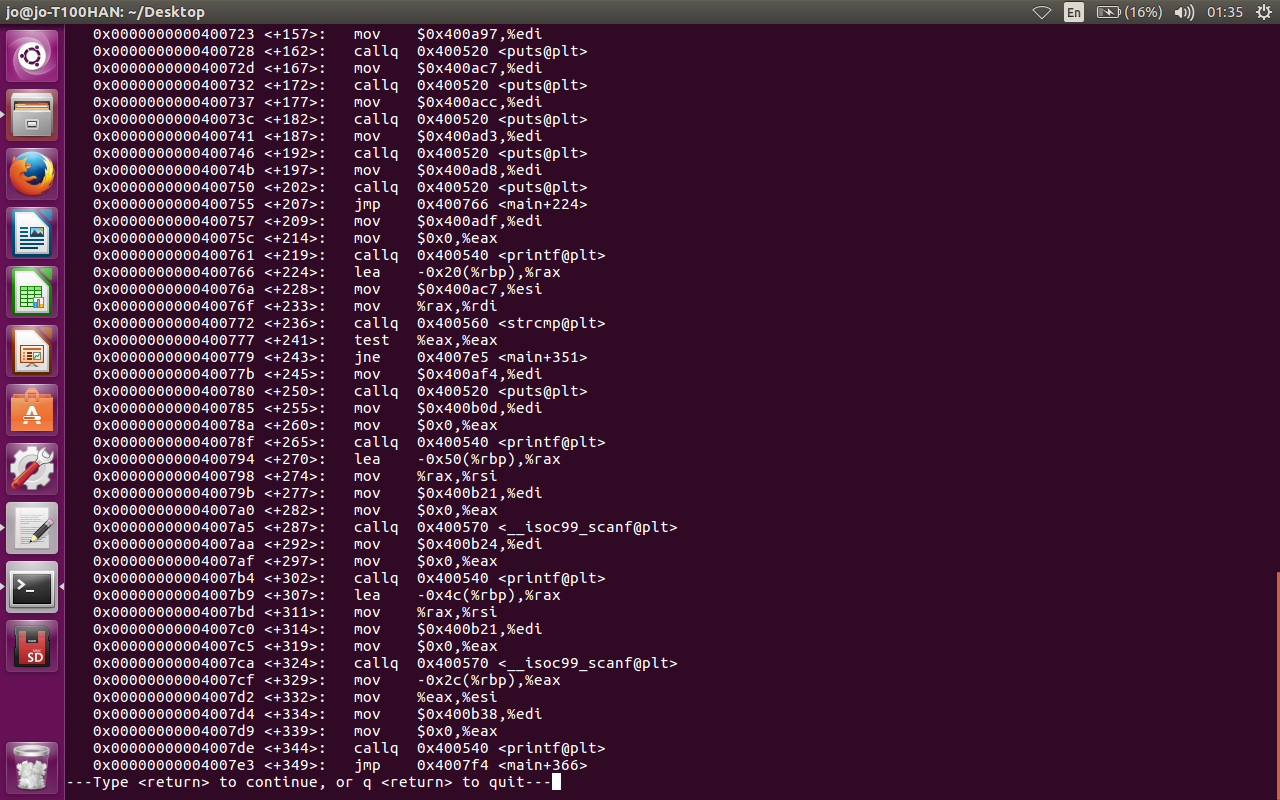 jo@jo-T100HAN: ~/Desktop
En
(16%)
01:35
0x0000000000400723 <+157>: mov $0x400a97,%edi
0x0000000000400728 <+162>: callq 0x400520 <puts@plt>
0x000000000040072d <+167>: mov $0x400ac7,%edi
0x0000000000400732 <+172>: callq 0x400520 <puts@plt>
0x0000000000400737 <+177>: mov $0x400acc,%edi
0x000000000040073c <+182>: callq 0x400520 <puts@plt>
0x0000000000400741 <+187>: mov $0x400ad3,%edi
0x0000000000400746 <+192>: callq 0x400520 <puts@plt>
0x000000000040074b <+197>: mov $0x400ad8,%edi
0x0000000000400750 <+202>: callq 0x400520 <puts@plt>
0x0000000000400755 <+207>: jmp 0x400766 <main+224>
0x0000000000400757 <+209>: mov $0x400adf,%edi
0x000000000040075c <+214>: mov $0x0,%eax
0x0000000000400761 <+219>: callq 0x400540 <printf@plt>
0x0000000000400766 <+224>: lea -0x20(%rbp),%rax
0x000000000040076a <+228>: mov $0x400ac7,%esi
0x000000000040076f <+233>: mov %rax,%rdi
0x0000000000400772 <+236>: callq 0x400560 <strcmp@plt>
0x0000000000400777 <+241>: test %eax,%eax
0x0000000000400779 <+243>: jne 0x4007e5 <main+351>
0x000000000040077b <+245>: mov $0x400af4,%edi
0x0000000000400780 <+250>: callq 0x400520 <puts@plt>
0x0000000000400785 <+255>: mov $0x400b0d,%edi
0x000000000040078a <+260>: mov $0x0,%eax
0x000000000040078f <+265>: callq 0x400540 <printf@plt>
0x0000000000400794 <+270>: lea -0x50(%rbp),%rax
0x0000000000400798 <+274>: mov %rax,%rsi
0x000000000040079b <+277>: mov $0x400b21,%edi
0x00000000004007a0 <+282>: mov $0x0,%eax
0x00000000004007a5 <+287>: callq 0x400570 <__isoc99_scanf@plt>
0x00000000004007aa <+292>: mov $0x400b24,%edi
0x00000000004007af <+297>: mov $0x0,%eax
0x00000000004007b4 <+302>: callq 0x400540 <printf@plt>
0x00000000004007b9 <+307>: lea -0x4c(%rbp),%rax
0x00000000004007bd <+311>: mov %rax,%rsi
0x00000000004007c0 <+314>: mov $0x400b21,%edi
0x00000000004007c5 <+319>: mov $0x0,%eax
0x00000000004007ca <+324>: callq 0x400570 <__isoc99_scanf@plt>
0x00000000004007cf <+329>: mov -0x2c(%rbp),%eax
0x00000000004007d2 <+332>: mov %eax,%esi
0x00000000004007d4 <+334>: mov $0x400b38,%edi
0x00000000004007d9 <+339>: mov $0x0,%eax
0x00000000004007de <+344>: callq 0x400540 <printf@plt>
0x00000000004007e3 <+349>: jmp 0x4007f4 <main+366>
---Type <return> to continue, or q <return> to quit---
SD